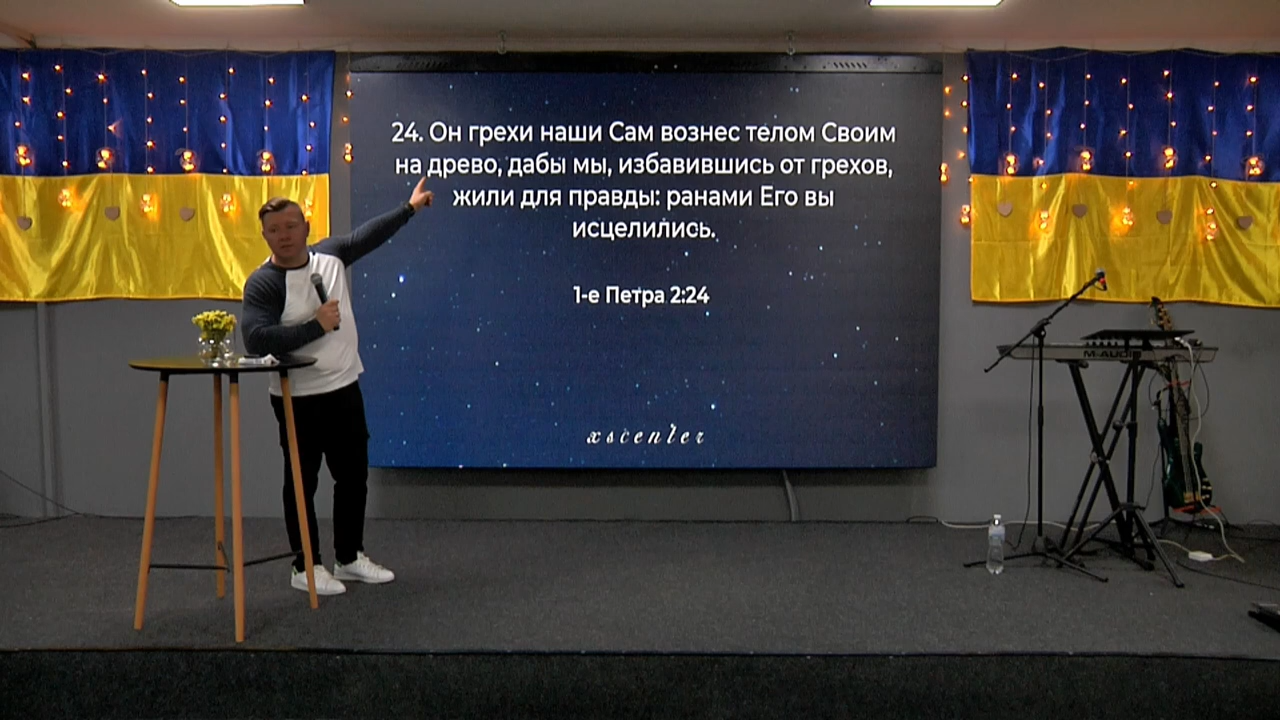 24. Он грехи наши Сам вознес телом Своим
на древо, дабы мы, избавившись от грехов,
жили для правды: ранами Его вы
исцелились.
1-е Петра 2:24
xscenter
M-AUDIO